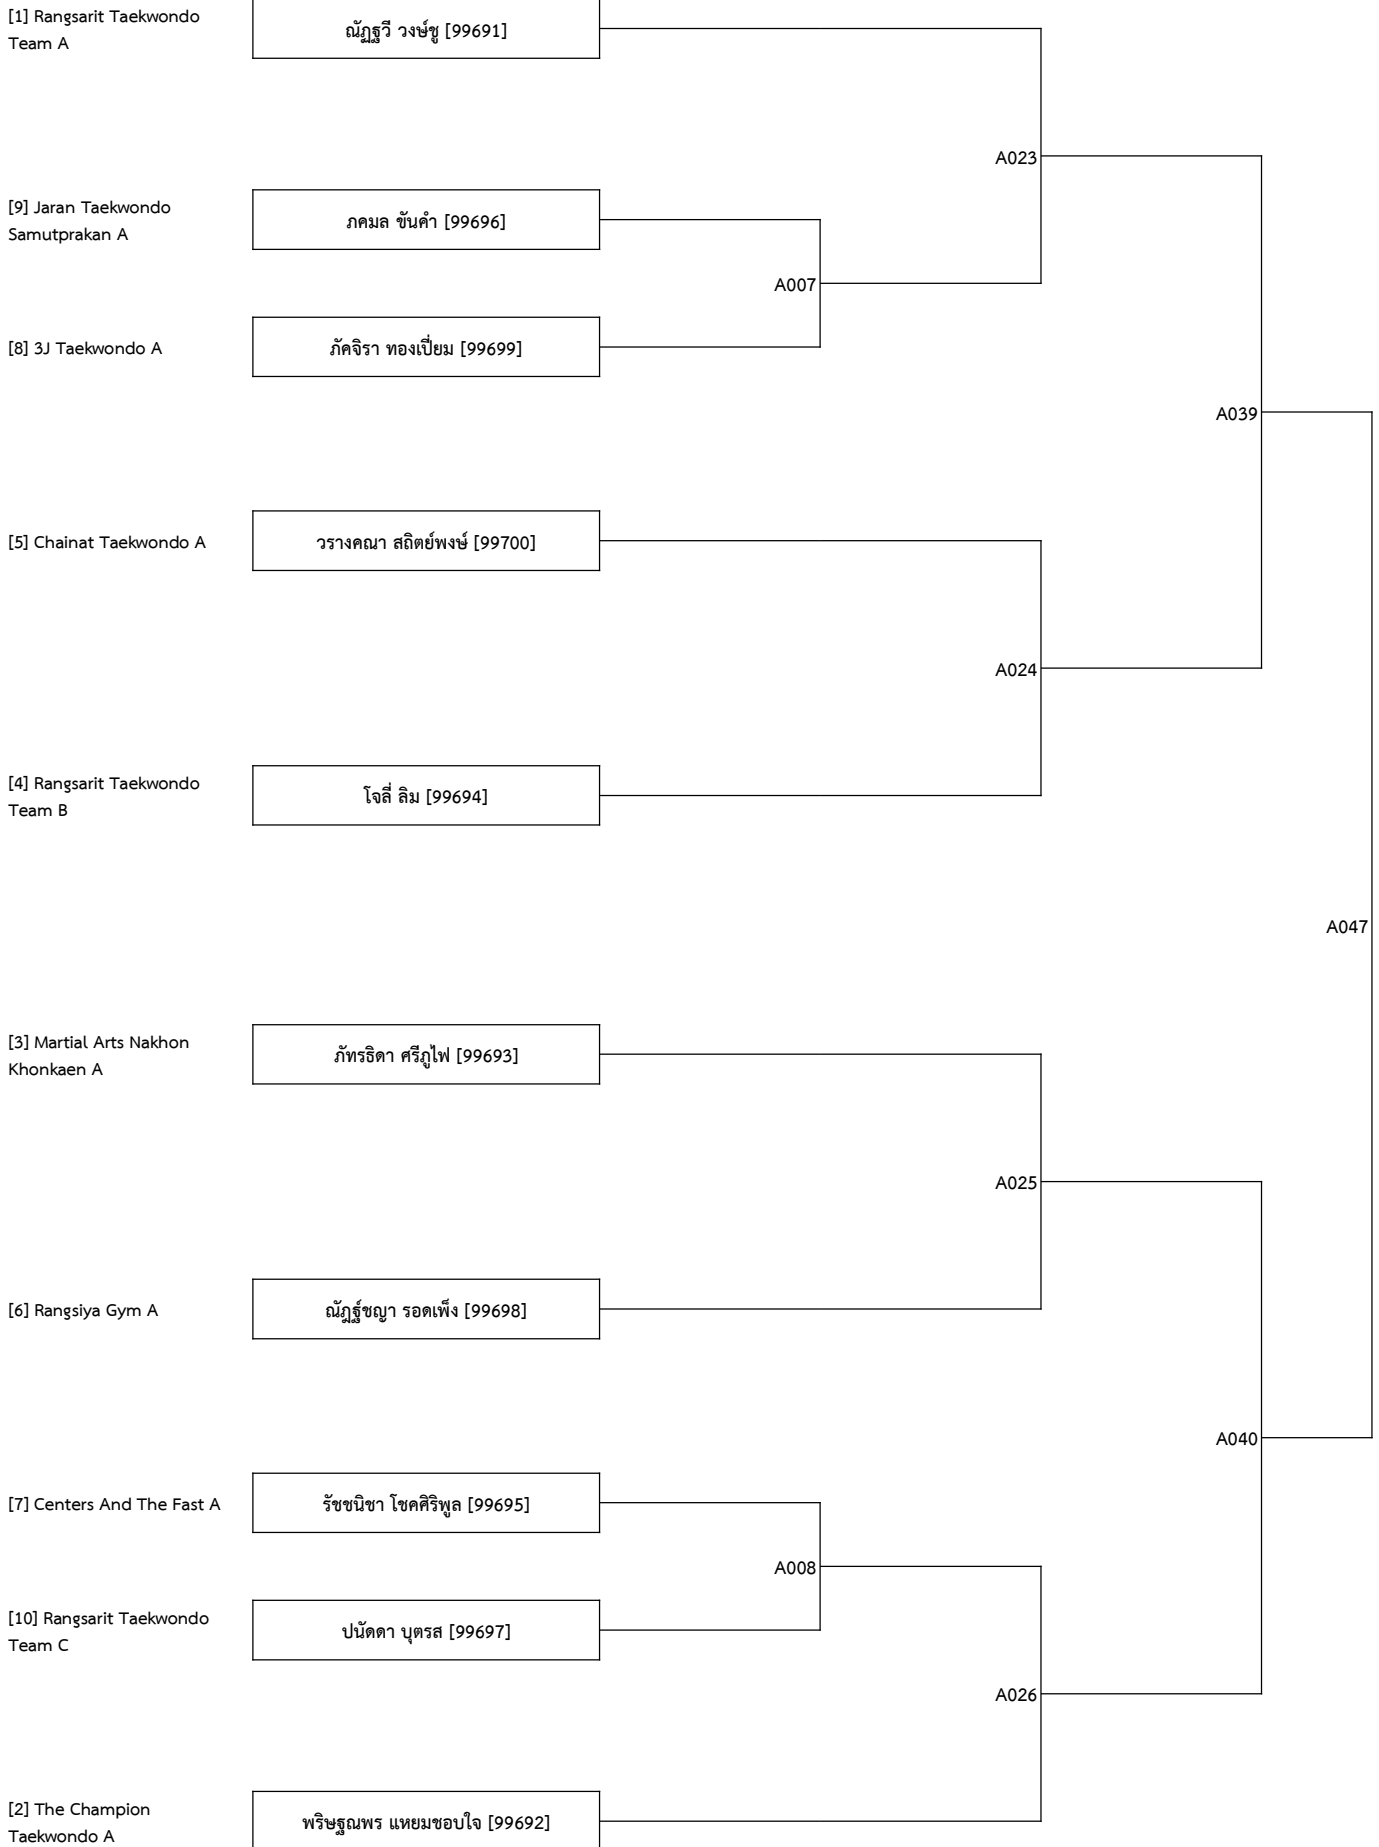 [1] Rangsarit Taekwondo
Team A
ณัฏฐวี วงษ์ชู [99691]
A023
[9] Jaran Taekwondo
Samutprakan A
ภคมล ขันคำ [99696]
A007
[8] 3J Taekwondo A
ภัคจิรา ทองเปี่ยม [99699]
A039
[5] Chainat Taekwondo A
วรางคณา สถิตย์พงษ์ [99700]
A024
[4] Rangsarit Taekwondo
Team B
โจลี่ ลิม [99694]
A047
[3] Martial Arts Nakhon
Khonkaen A
ภัทรธิดา ศรีภูไฟ [99693]
A025
[6] Rangsiya Gym A
ณัฎฐ์ชญา รอดเพ็ง [99698]
A040
[7] Centers And The Fast A
รัชชนิชา โชคศิริพูล [99695]
A008
[10] Rangsarit Taekwondo
Team C
ปนัดดา บุตรส [99697]
A026
[2] The Champion
Taekwondo A
พริษฐณพร แหยมชอบใจ [99692]